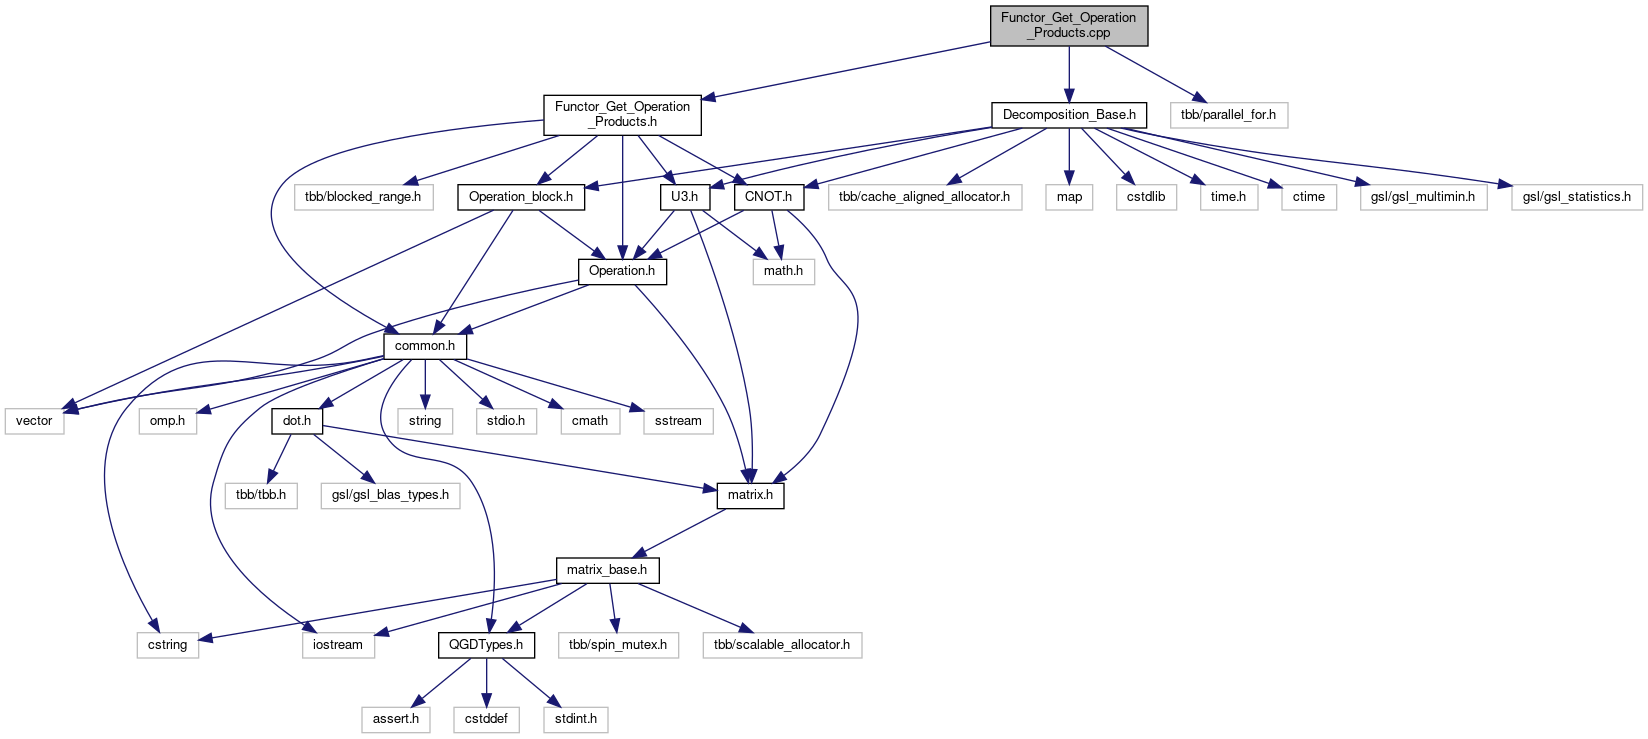 Functor_Get_Operation
_Products.cpp
Functor_Get_Operation
_Products.h
Decomposition_Base.h
tbb/parallel_for.h
tbb/blocked_range.h
Operation_block.h
U3.h
CNOT.h
tbb/cache_aligned_allocator.h
map
cstdlib
time.h
ctime
gsl/gsl_multimin.h
gsl/gsl_statistics.h
Operation.h
math.h
common.h
vector
omp.h
dot.h
string
stdio.h
cmath
sstream
tbb/tbb.h
gsl/gsl_blas_types.h
matrix.h
matrix_base.h
cstring
iostream
QGDTypes.h
tbb/spin_mutex.h
tbb/scalable_allocator.h
assert.h
cstddef
stdint.h